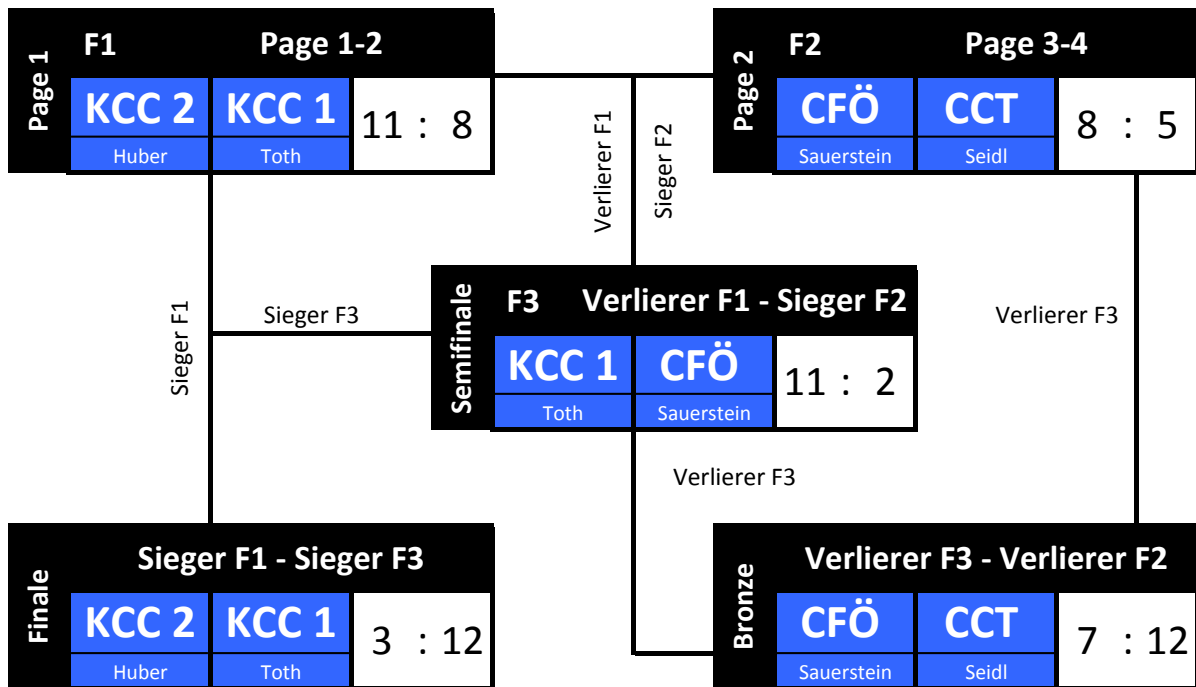 Page 1
F1 Page 1-2
KCC 2 KCC 1 11 : 8
Huber Toth
Page 2
F2 Page 3-4
CFÖ CCT 8 : 5
Sauerstein Seidl
Verlierer F1
Sieger F2
Sieger F1
Sieger F3
Semifinale
F3 Verlierer F1 - Sieger F2
KCC 1 CFÖ 11 : 2
Toth Sauerstein
Verlierer F3
Verlierer F3
Finale
Sieger F1 - Sieger F3
KCC 2 KCC 1 3 : 12
Huber Toth
Bronze
Verlierer F3 - Verlierer F2
CFÖ CCT 7 : 12
Sauerstein Seidl